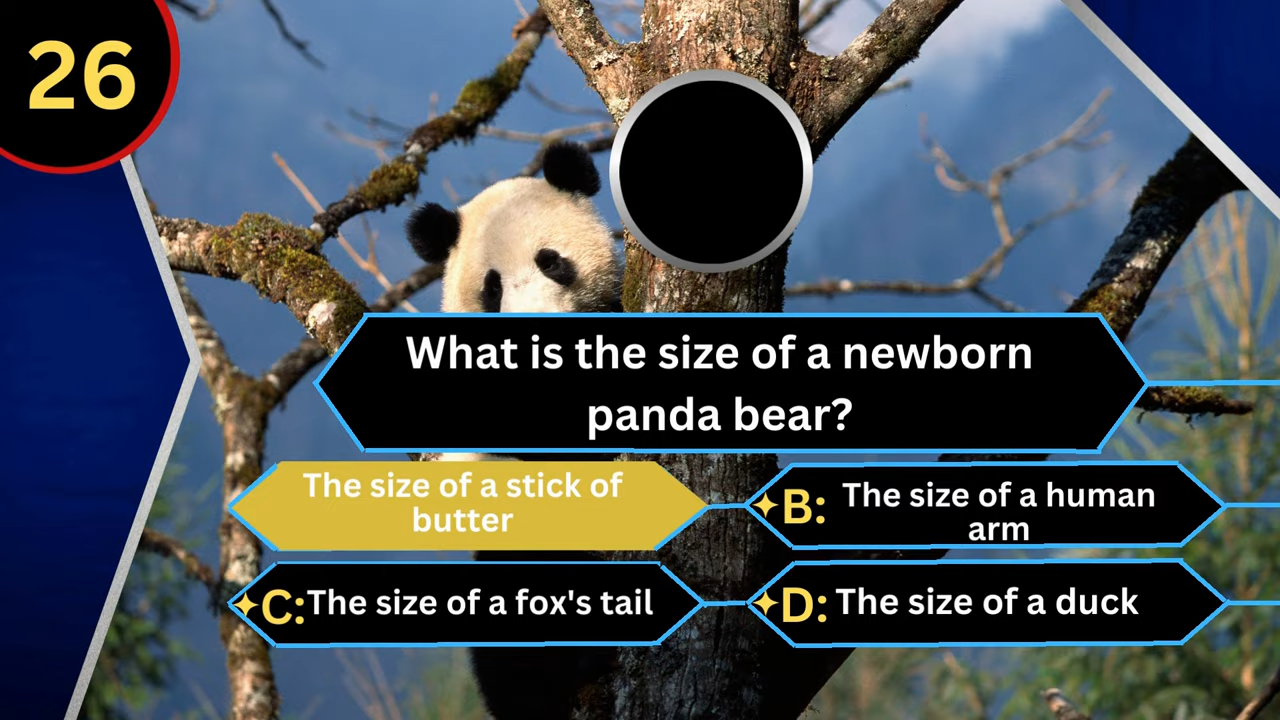 26
What is the size of a newborn
panda bear?
The size of a stick of
butter
B: The size of a human
arm
C: The size of a fox's tail
D: The size of a duck